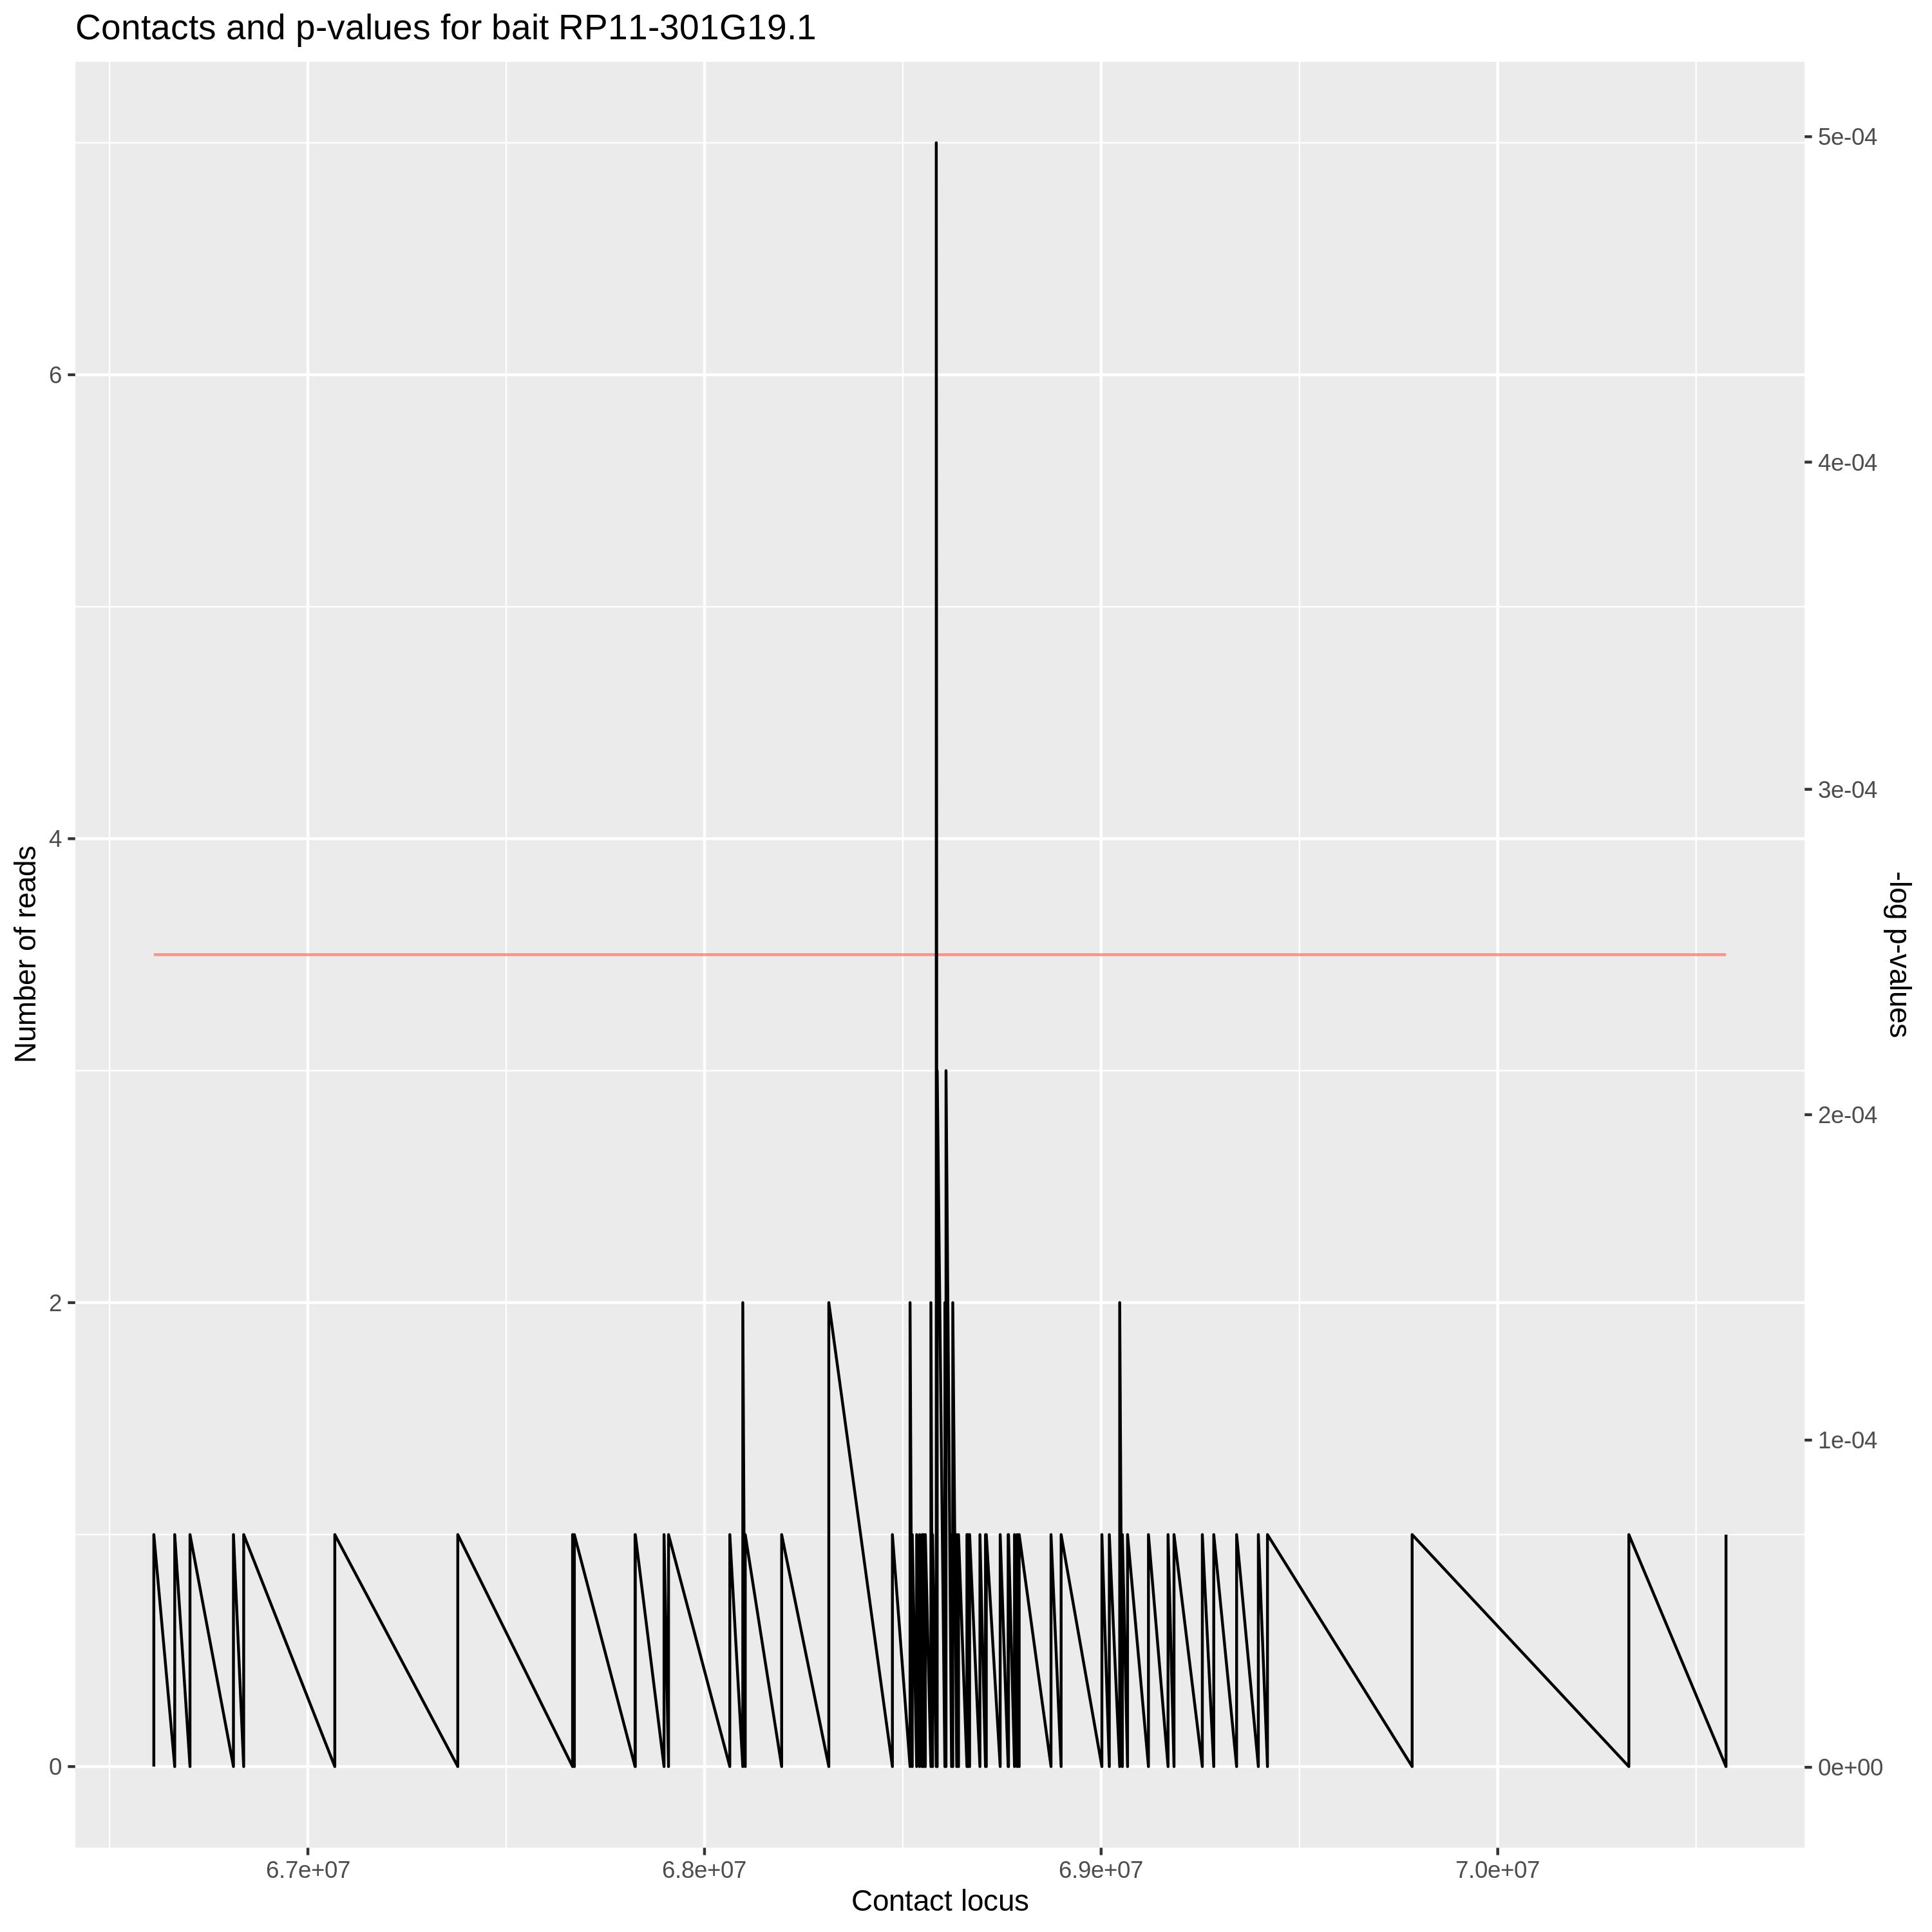 Contacts and p-values for bait RP11-301G19.1
Number of reads
6
4
2
0
5e-04
4e-04
3e-04
2e-04
1e-04
0e+00
-log p-values
6.7e+07 6.8e+07 6.9e+07 7.0e+07
Contact locus